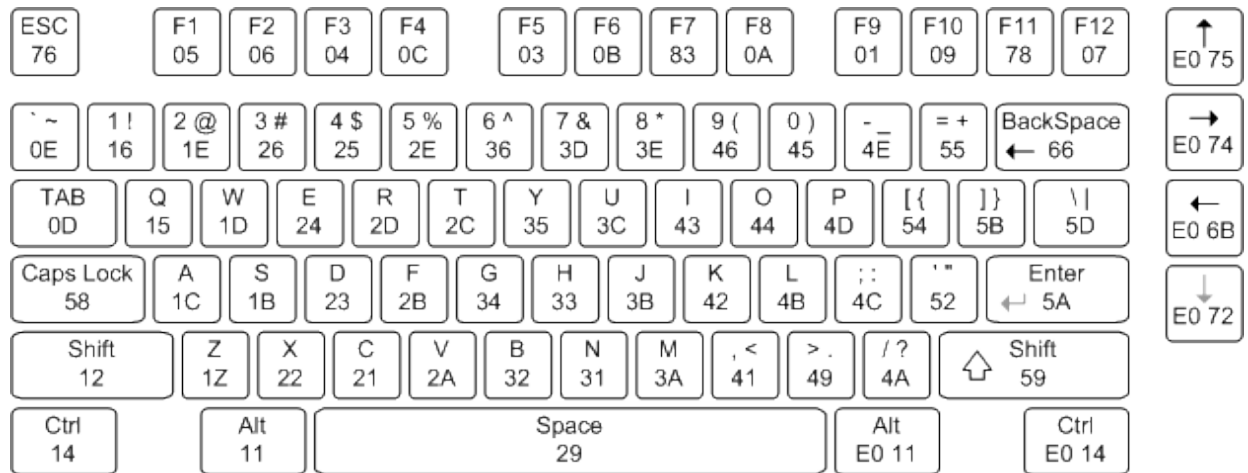 ESC F1 F2 F3 F4 F5 F6 F7 F8 F9 F10 F11 F12 ↑
76 05 06 04 0C 03 0B 83 0A 01 09 78 07 E0 75
` ~ 1 ! 2 @ 3 # 4 $ 5 % 6 ^ 7 & 8 * 9 ( 0 ) - _ = + BackSpace →
0E 16 1E 26 25 2E 36 3D 3E 46 45 4E 55 ← 66 E0 74
TAB Q W E R T Y U I O P [ { ] } \ | ←
0D 15 1D 24 2D 2C 35 3C 43 44 4D 54 5B 5D E0 6B
Caps Lock A S D F G H J K L ; : ' " Enter ↓
58 1C 1B 23 2B 34 33 3B 42 4B 4C 52 ↵ 5A E0 72
Shift Z X C V B N M , < > . / ? ⇧ Shift
12 1Z 22 21 2A 32 31 3A 41 49 4A 59
Ctrl Alt Space Alt Ctrl
14 11 29 E0 11 E0 14